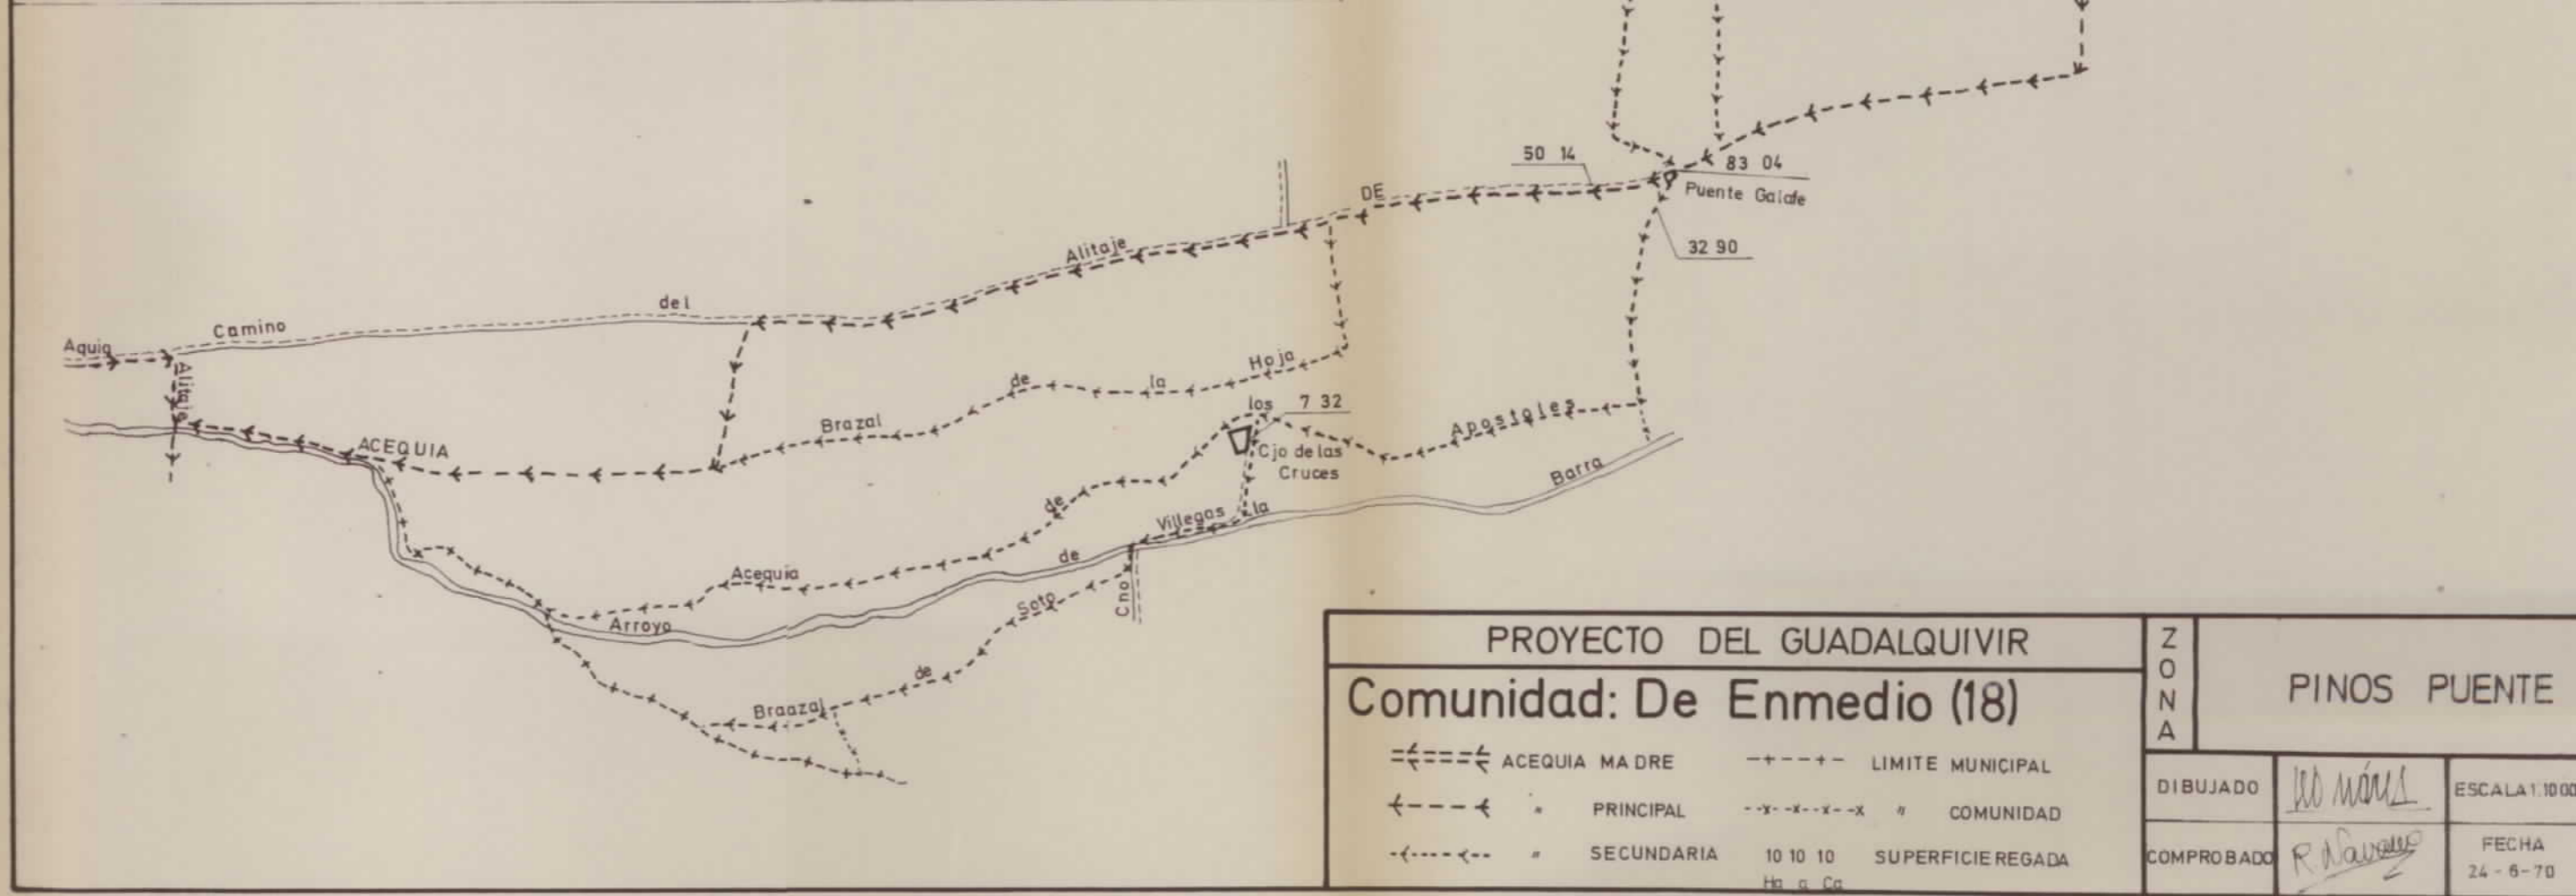 50 14
83 04
Puente Galafe
32 90
DE
Alitaje
del
Camino
Aquia
Alitaje
ACEQUIA
Brazal de la Hoja
los
7 32
Cjo de las
Cruces
Apostoles
Barra
la
Villegas
de
Acequia
de
Arroyo
Cno
Soto
de
Braazal
PROYECTO DEL GUADALQUIVIR
Comunidad: De Enmedio (18)
ACEQUIA MADRE LIMITE MUNICIPAL
" PRINCIPAL " COMUNIDAD
" SECUNDARIA 10 10 10 SUPERFICIE REGADA
Ha a Ca
ZONA
PINOS PUENTE
DIBUJADO
ESCALA 1:1000
COMPROBADO R. Navarro
FECHA
24-6-70